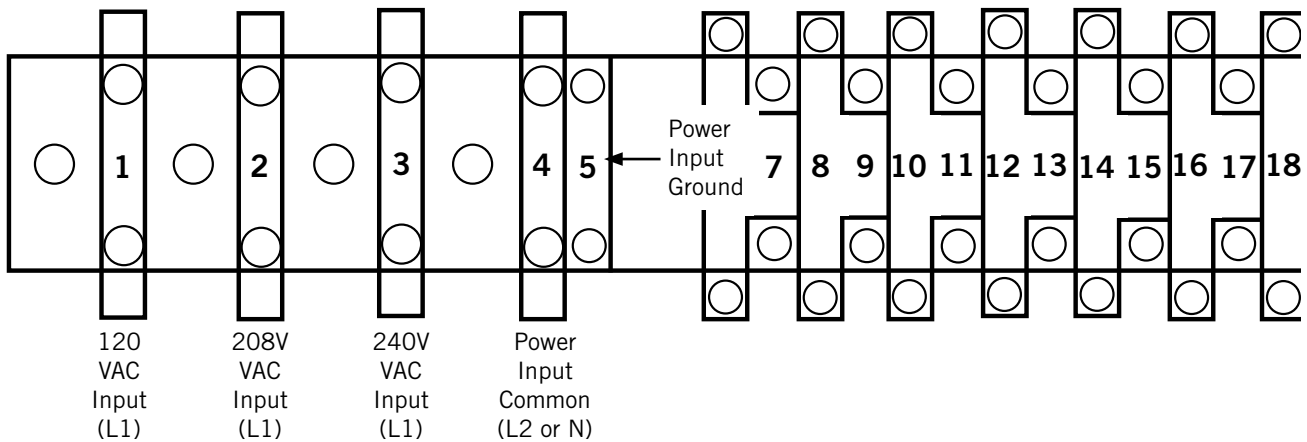 Power
Input
Ground
1 2 3 4 5 7 8 9 10 11 12 13 14 15 16 17 18
120
VAC
Input
(L1)
208V
VAC
Input
(L1)
240V
VAC
Input
(L1)
Power
Input
Common
(L2 or N)